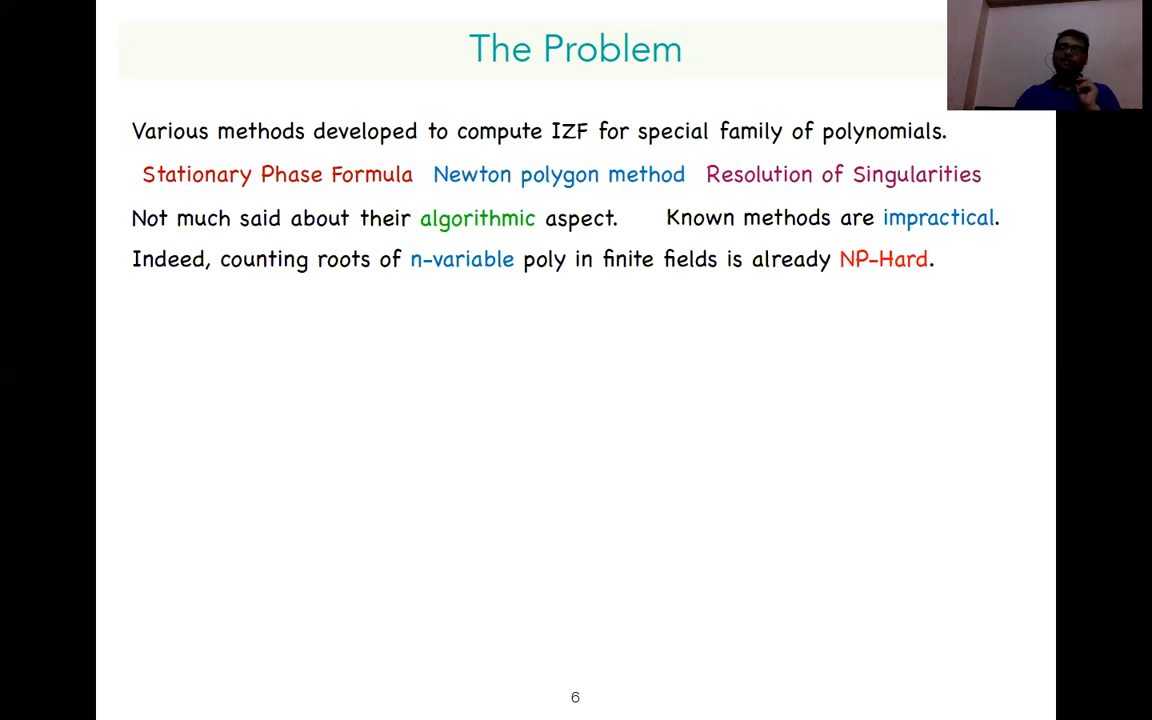 The Problem
Various methods developed to compute IZF for special family of polynomials.
Stationary Phase Formula Newton polygon method Resolution of Singularities
Not much said about their algorithmic aspect. Known methods are impractical.
Indeed, counting roots of n-variable poly in finite fields is already NP-Hard.
6